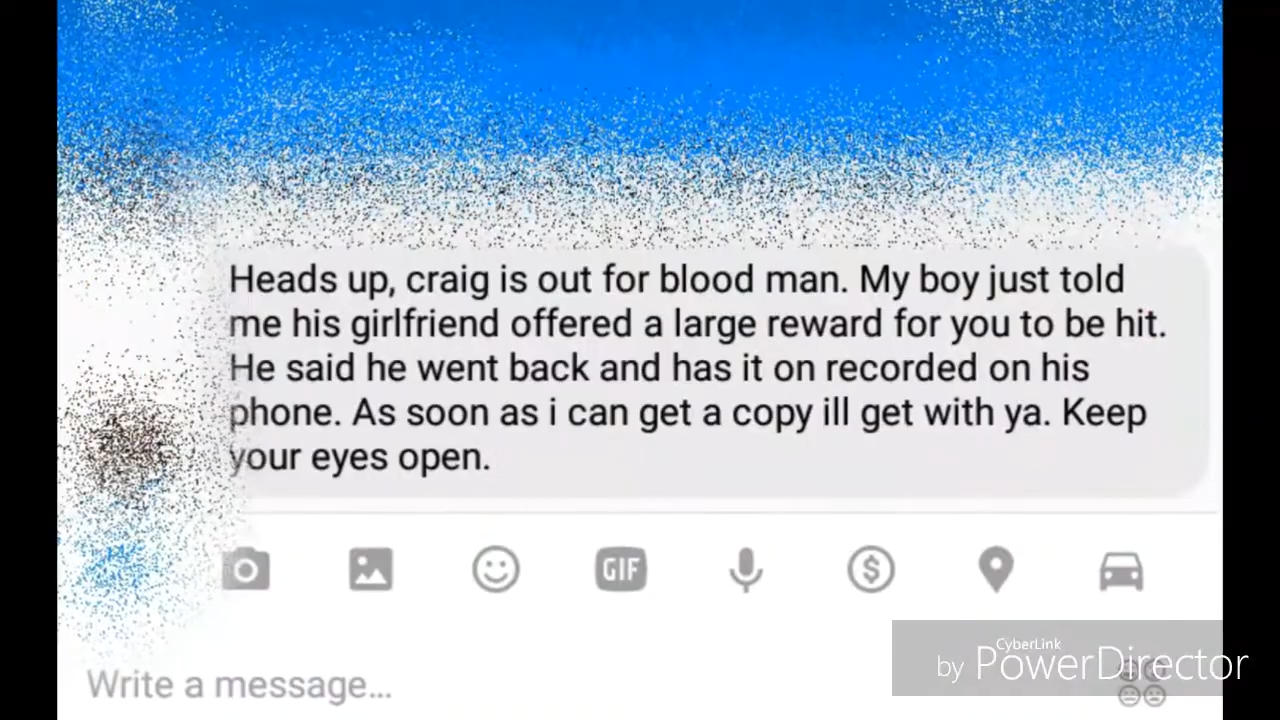 Heads up, craig is out for blood man. My boy just told
me his girlfriend offered a large reward for you to be hit.
He said he went back and has it on recorded on his
phone. As soon as i can get a copy ill get with ya. Keep
your eyes open.
GIF
$
Write a message...
CyberLink
by PowerDirector